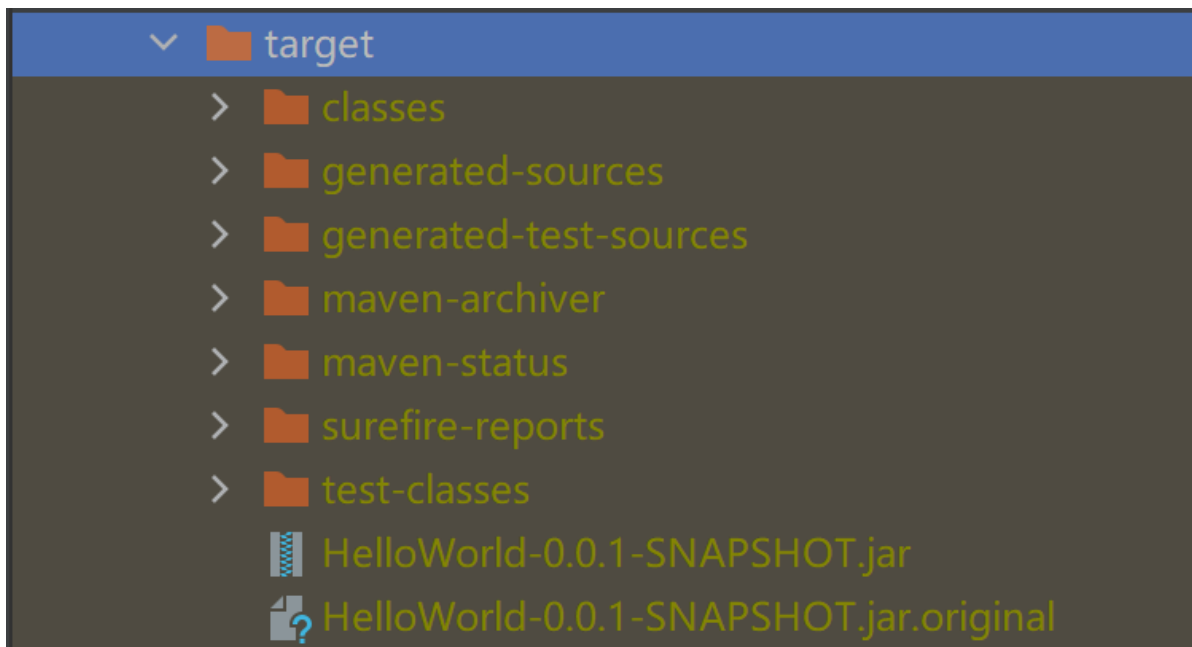 target
classes
generated-sources
generated-test-sources
maven-archiver
maven-status
surefire-reports
test-classes
HelloWorld-0.0.1-SNAPSHOT.jar
HelloWorld-0.0.1-SNAPSHOT.jar.original